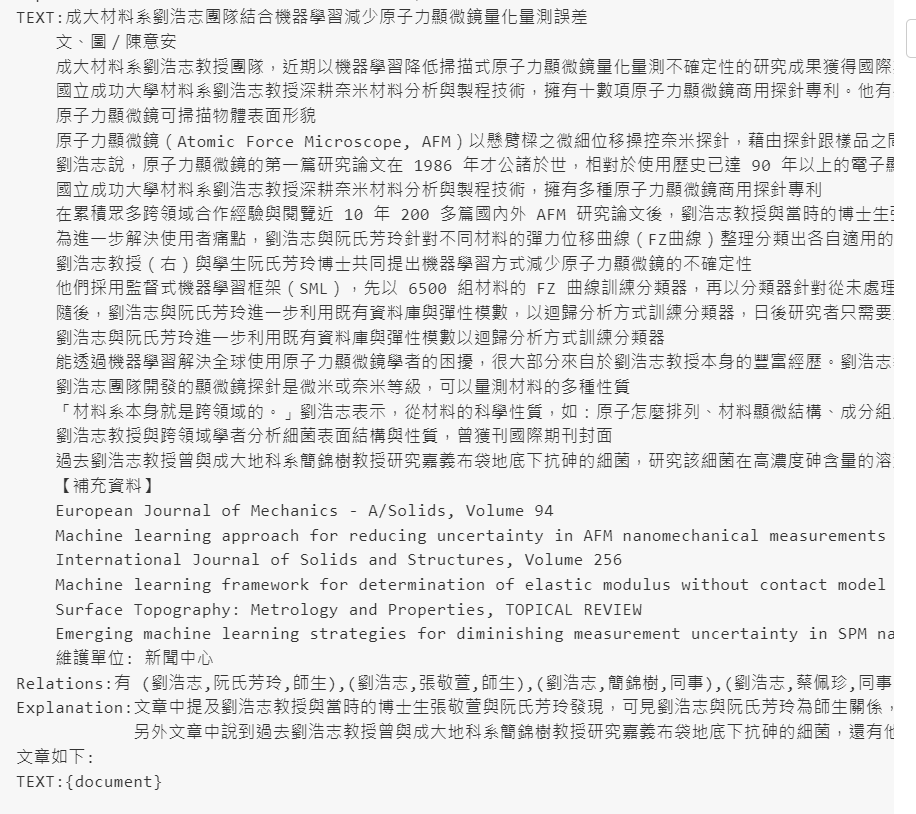 TEXT:成大材料系劉浩志團隊結合機器學習減少原子力顯微鏡量化量測誤差
文、圖/陳意安
成大材料系劉浩志教授團隊，近期以機器學習降低掃描式原子力顯微鏡量化量測不確定性的研究成果獲得國際
國立成功大學材料系劉浩志教授深耕奈米材料分析與製程技術，擁有十數項原子力顯微鏡商用探針專利。他有
原子力顯微鏡可掃描物體表面形貌
原子力顯微鏡(Atomic Force Microscope, AFM)以懸臂樑之微細位移操控奈米探針，藉由探針跟樣品之間
劉浩志說，原子力顯微鏡的第一篇研究論文在 1986 年才公諸於世，相對於使用歷史已達 90 年以上的電子顯
國立成功大學材料系劉浩志教授深耕奈米材料分析與製程技術，擁有多種原子力顯微鏡商用探針專利
在累積眾多跨領域合作經驗與閱覽近 10 年 200 多篇國內外 AFM 研究論文後，劉浩志教授與當時的博士生張
為進一步解決使用者痛點，劉浩志與阮氏芳玲針對不同材料的彈力位移曲線(FZ曲線)整理分類出各自適用的
劉浩志教授(右)與學生阮氏芳玲博士共同提出機器學習方式減少原子力顯微鏡的不確定性
他們採用監督式機器學習框架(SML)，先以 6500 組材料的 FZ 曲線訓練分類器，再以分類器針對從未處理
隨後，劉浩志與阮氏芳玲進一步利用既有資料庫與彈性模數，以迴歸分析方式訓練分類器，日後研究者只需要
劉浩志與阮氏芳玲進一步利用既有資料庫與彈性模數以迴歸分析方式訓練分類器
能透過機器學習解決全球使用原子力顯微鏡學者的困擾，很大部分來自於劉浩志教授本身的豐富經歷。劉浩志
劉浩志團隊開發的顯微鏡探針是微米或奈米等級，可以量測材料的多種性質
「材料系本身就是跨領域的。」劉浩志表示，從材料的科學性質，如：原子怎麼排列、材料顯微結構、成分組
劉浩志教授與跨領域學者分析細菌表面結構與性質，曾獲刊國際期刊封面
過去劉浩志教授曾與成大地科系簡錦樹教授研究嘉義布袋地底下抗砷的細菌，研究該細菌在高濃度砷含量的溶
【補充資料】
European Journal of Mechanics - A/Solids, Volume 94
Machine learning approach for reducing uncertainty in AFM nanomechanical measurements
International Journal of Solids and Structures, Volume 256
Machine learning framework for determination of elastic modulus without contact model
Surface Topography: Metrology and Properties, TOPICAL REVIEW
Emerging machine learning strategies for diminishing measurement uncertainty in SPM na
維護單位: 新聞中心
Relations:有 (劉浩志,阮氏芳玲,師生),(劉浩志,張敬萱,師生),(劉浩志,簡錦樹,同事),(劉浩志,蔡佩珍,同事
Explanation:文章中提及劉浩志教授與當時的博士生張敬萱與阮氏芳玲發現，可見劉浩志與阮氏芳玲為師生關係，
另外文章中說到過去劉浩志教授曾與成大地科系簡錦樹教授研究嘉義布袋地底下抗砷的細菌，還有他
文章如下:
TEXT:{document}